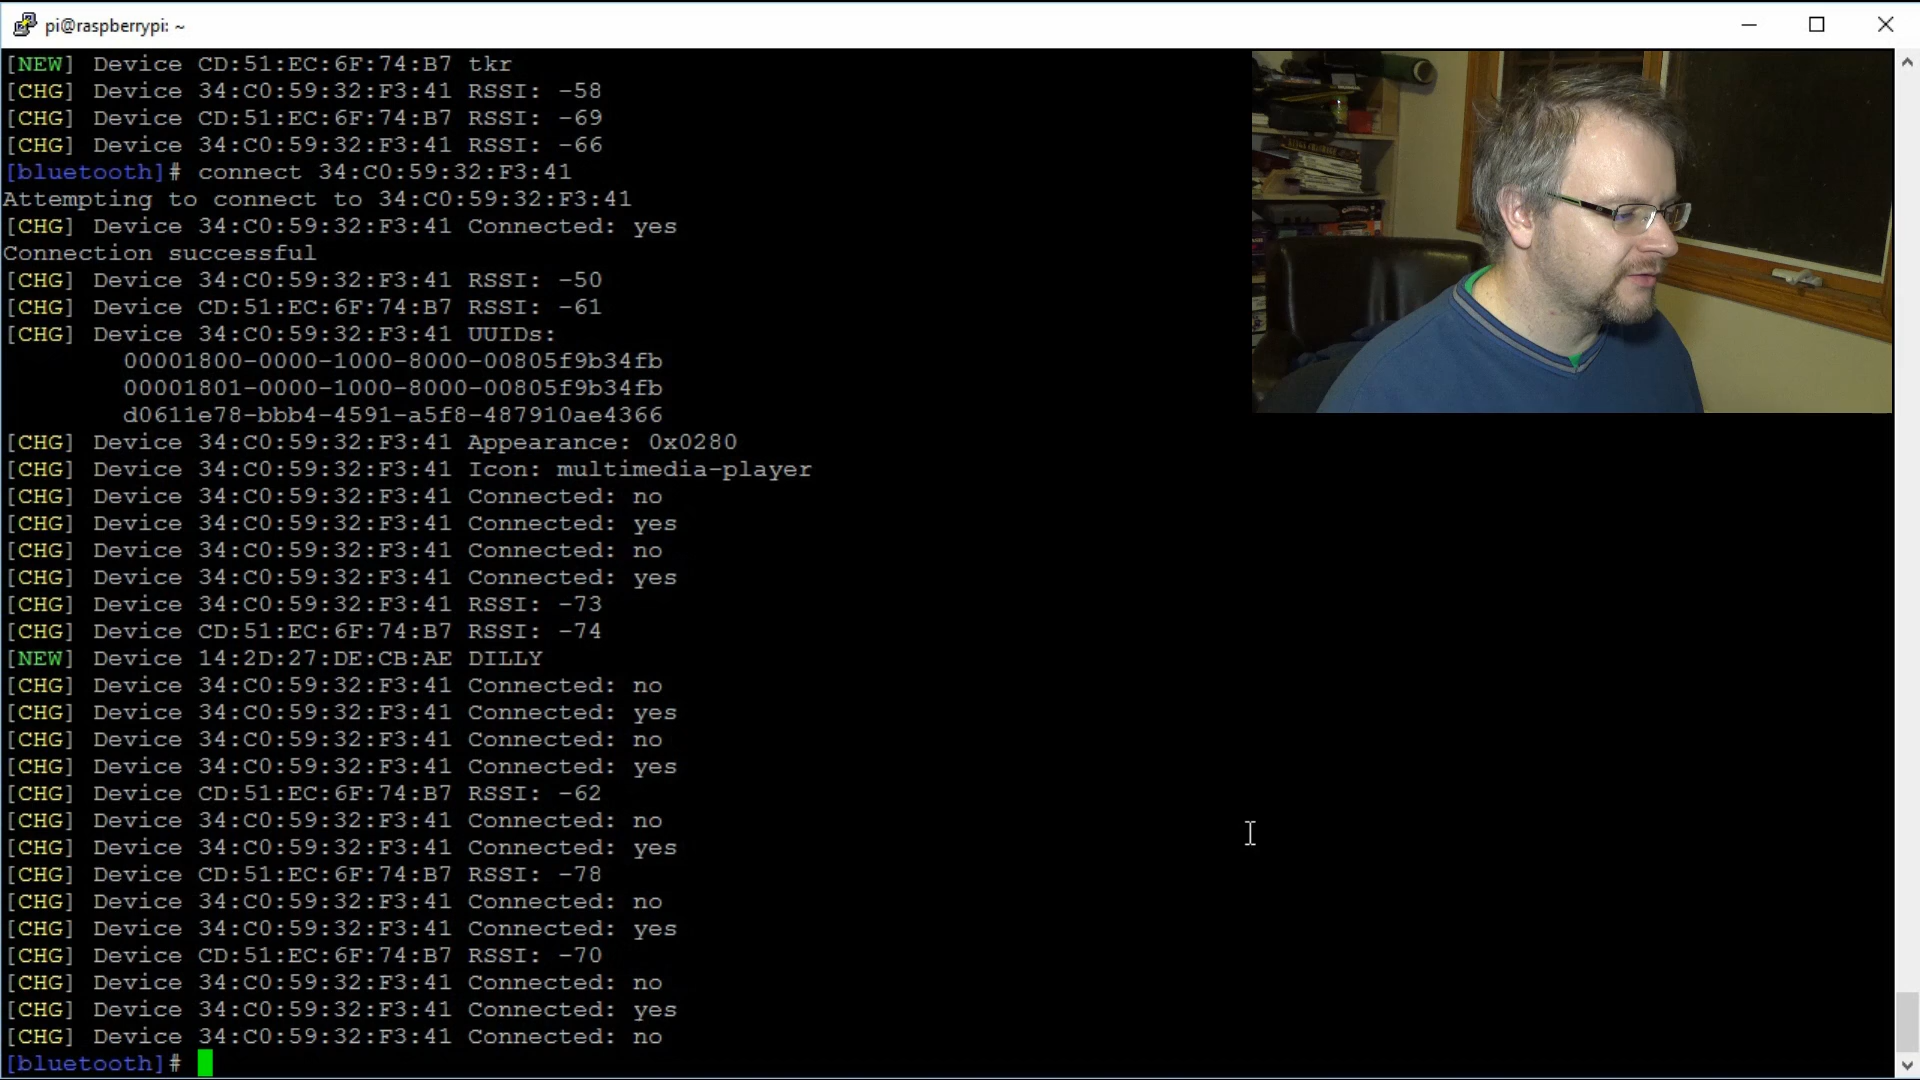 pi@raspberrypi: ~
[NEW] Device CD:51:EC:6F:74:B7 tkr
[CHG] Device 34:C0:59:32:F3:41 RSSI: -58
[CHG] Device CD:51:EC:6F:74:B7 RSSI: -69
[CHG] Device 34:C0:59:32:F3:41 RSSI: -66
[bluetooth]# connect 34:C0:59:32:F3:41
Attempting to connect to 34:C0:59:32:F3:41
[CHG] Device 34:C0:59:32:F3:41 Connected: yes
Connection successful
[CHG] Device 34:C0:59:32:F3:41 RSSI: -50
[CHG] Device CD:51:EC:6F:74:B7 RSSI: -61
[CHG] Device 34:C0:59:32:F3:41 UUIDs:
00001800-0000-1000-8000-00805f9b34fb
00001801-0000-1000-8000-00805f9b34fb
d0611e78-bbb4-4591-a5f8-487910ae4366
[CHG] Device 34:C0:59:32:F3:41 Appearance: 0x0280
[CHG] Device 34:C0:59:32:F3:41 Icon: multimedia-player
[CHG] Device 34:C0:59:32:F3:41 Connected: no
[CHG] Device 34:C0:59:32:F3:41 Connected: yes
[CHG] Device 34:C0:59:32:F3:41 Connected: no
[CHG] Device 34:C0:59:32:F3:41 Connected: yes
[CHG] Device 34:C0:59:32:F3:41 RSSI: -73
[CHG] Device CD:51:EC:6F:74:B7 RSSI: -74
[NEW] Device 14:2D:27:DE:CB:AE DILLY
[CHG] Device 34:C0:59:32:F3:41 Connected: no
[CHG] Device 34:C0:59:32:F3:41 Connected: yes
[CHG] Device 34:C0:59:32:F3:41 Connected: no
[CHG] Device 34:C0:59:32:F3:41 Connected: yes
[CHG] Device CD:51:EC:6F:74:B7 RSSI: -62
[CHG] Device 34:C0:59:32:F3:41 Connected: no
[CHG] Device 34:C0:59:32:F3:41 Connected: yes
[CHG] Device CD:51:EC:6F:74:B7 RSSI: -78
[CHG] Device 34:C0:59:32:F3:41 Connected: no
[CHG] Device 34:C0:59:32:F3:41 Connected: yes
[CHG] Device CD:51:EC:6F:74:B7 RSSI: -70
[CHG] Device 34:C0:59:32:F3:41 Connected: no
[CHG] Device 34:C0:59:32:F3:41 Connected: yes
[CHG] Device 34:C0:59:32:F3:41 Connected: no
[bluetooth]#